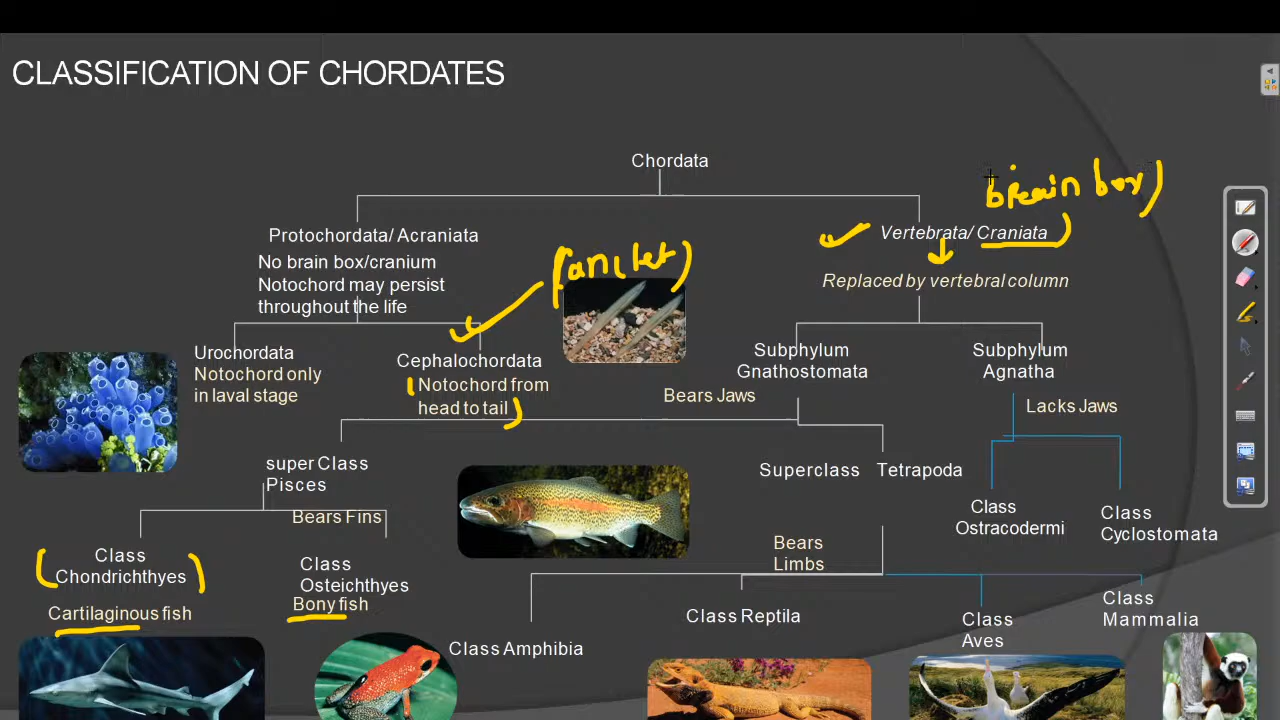 CLASSIFICATION OF CHORDATES
Chordata
brain box)
Protochordata/ Acraniata
Vertebrata/ Craniata
No brain box/cranium
Notochord may persist
throughout the life
Replaced by vertebral column
Urochordata
Notochord only
in laval stage
Cephalochordata
Notochord from
head to tail
Subphylum
Gnathostomata
Bears Jaws
Subphylum
Agnatha
Lacks Jaws
super Class
Pisces
Bears Fins
Superclass Tetrapoda
Bears
Limbs
Class
Ostracodermi
Class
Cyclostomata
Class
Chondrichthyes
Cartilaginous fish
Class
Osteichthyes
Bony fish
Class Amphibia
Class Reptila
Class
Aves
Class
Mammalia